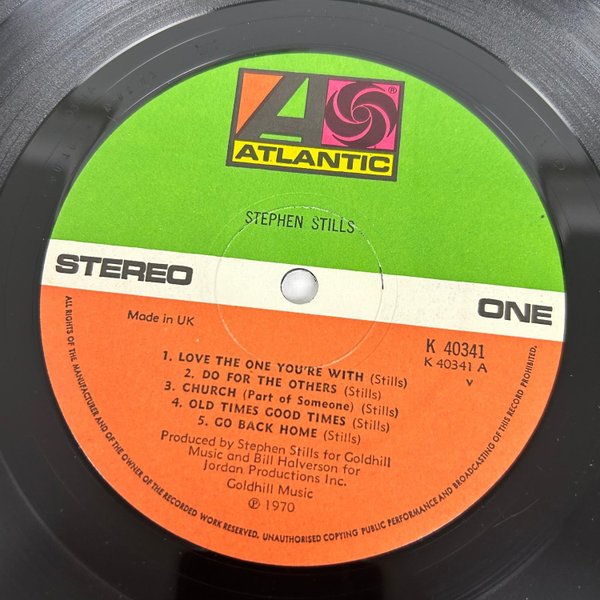 ATLANTIC
®
STEPHEN STILLS
STEREO
ONE
Made in UK
K 40341
K 40341 A
v
1. LOVE THE ONE YOU'RE WITH (Stills)
2. DO FOR THE OTHERS (Stills)
3. CHURCH (Part of Someone) (Stills)
4. OLD TIMES GOOD TIMES (Stills)
5. GO BACK HOME (Stills)
Produced by Stephen Stills for Goldhill
Music and Bill Halverson for
Jordan Productions Inc.
Goldhill Music
℗ 1970
ALL RIGHTS OF THE MANUFACTURER AND OF THE OWNER OF THE RECORDED WORK RESERVED, UNAUTHORISED COPYING PUBLIC PERFORMANCE AND BROADCASTING OF THIS RECORD PROHIBITED.